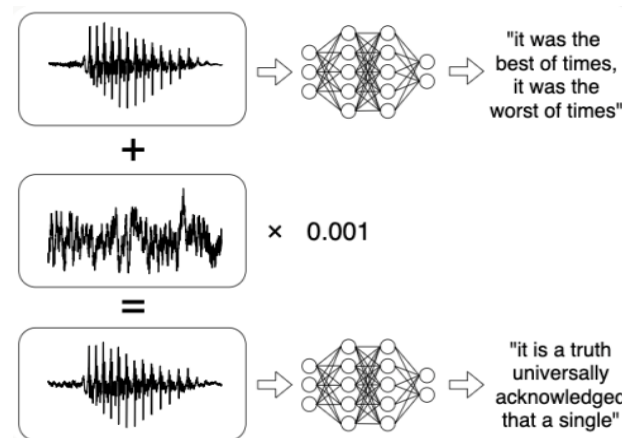 "it was the
best of times,
it was the
worst of times"
+
× 0.001
=
"it is a truth
universally
acknowledged
that a single"